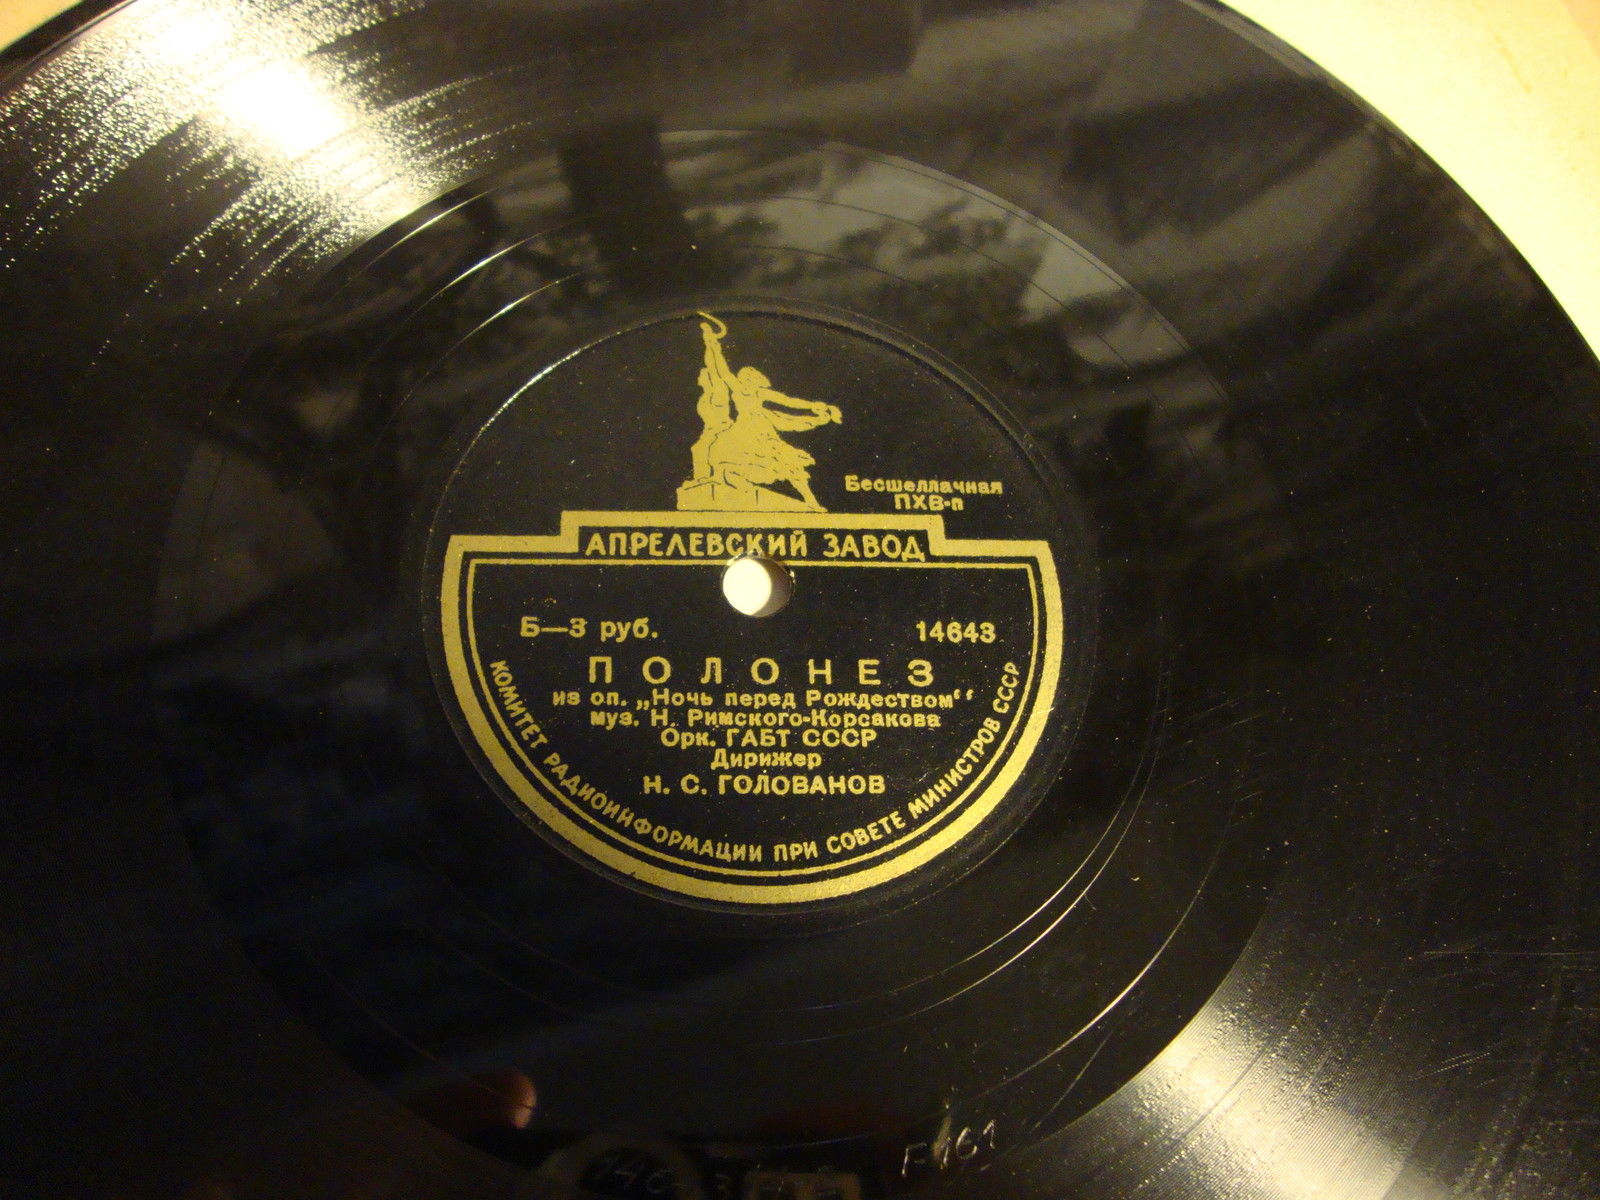 Бесшеллачная
ПХВ-п
АПРЕЛЕВСКИЙ ЗАВОД
Б—3 руб.
14643
ПОЛОНЕЗ
из оп. „Ночь перед Рождеством“
муз. Н. Римского-Корсакова
Орк. ГАБТ СССР
Дирижер
Н. С. ГОЛОВАНОВ
КОМИТЕТ РАДИОИНФОРМАЦИИ ПРИ СОВЕТЕ МИНИСТРОВ СССР
F-161